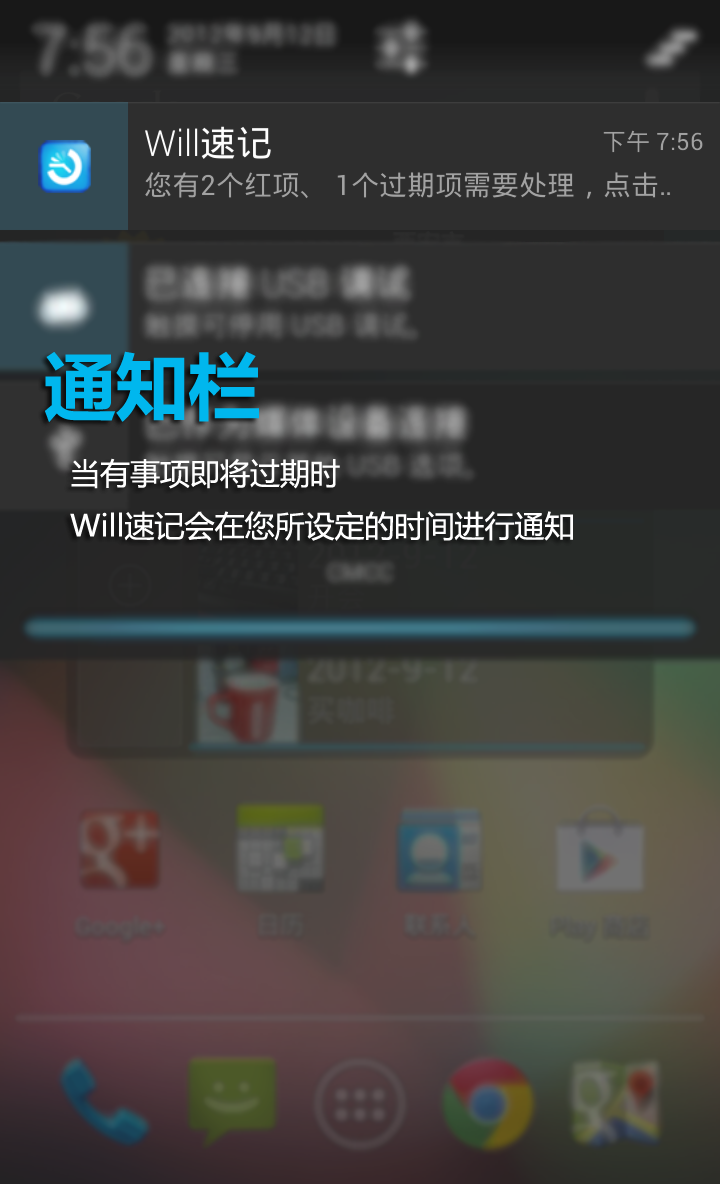 7:56
2012年9月12日
星期三
Will速记
下午 7:56
您有2个红项、 1个过期项需要处理，点击..
已连接 USB 调试
触摸可停用 USB 调试。
通知栏
已作为媒体设备连接
USB 选项。
当有事项即将过期时
Will速记会在您所设定的时间进行通知
CMCC
2012-9-12
买咖啡
Google+
日历
联系人